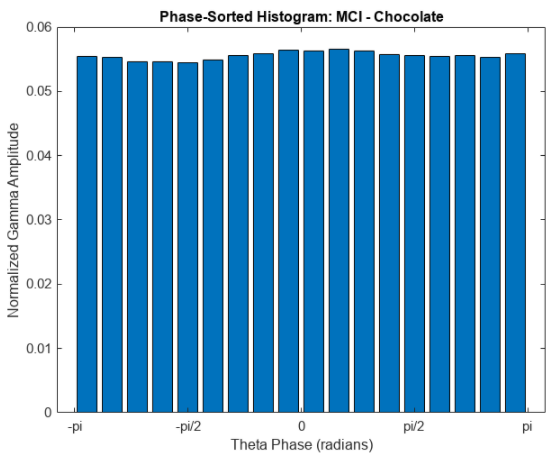 Phase-Sorted Histogram: MCI - Chocolate
0.06
0.05
0.04
0.03
0.02
0.01
0
Normalized Gamma Amplitude
-pi
-pi/2
0
pi/2
pi
Theta Phase (radians)